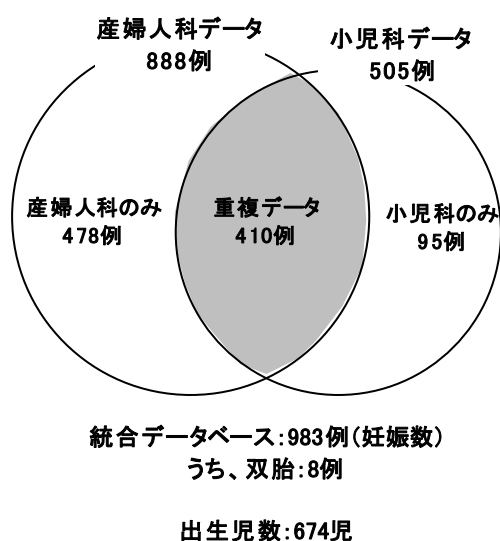 産婦人科データ
888例
小児科データ
505例
産婦人科のみ
478例
重複データ
410例
小児科のみ
95例
統合データベース:983例(妊娠数)
うち、双胎:8例
出生児数:674児